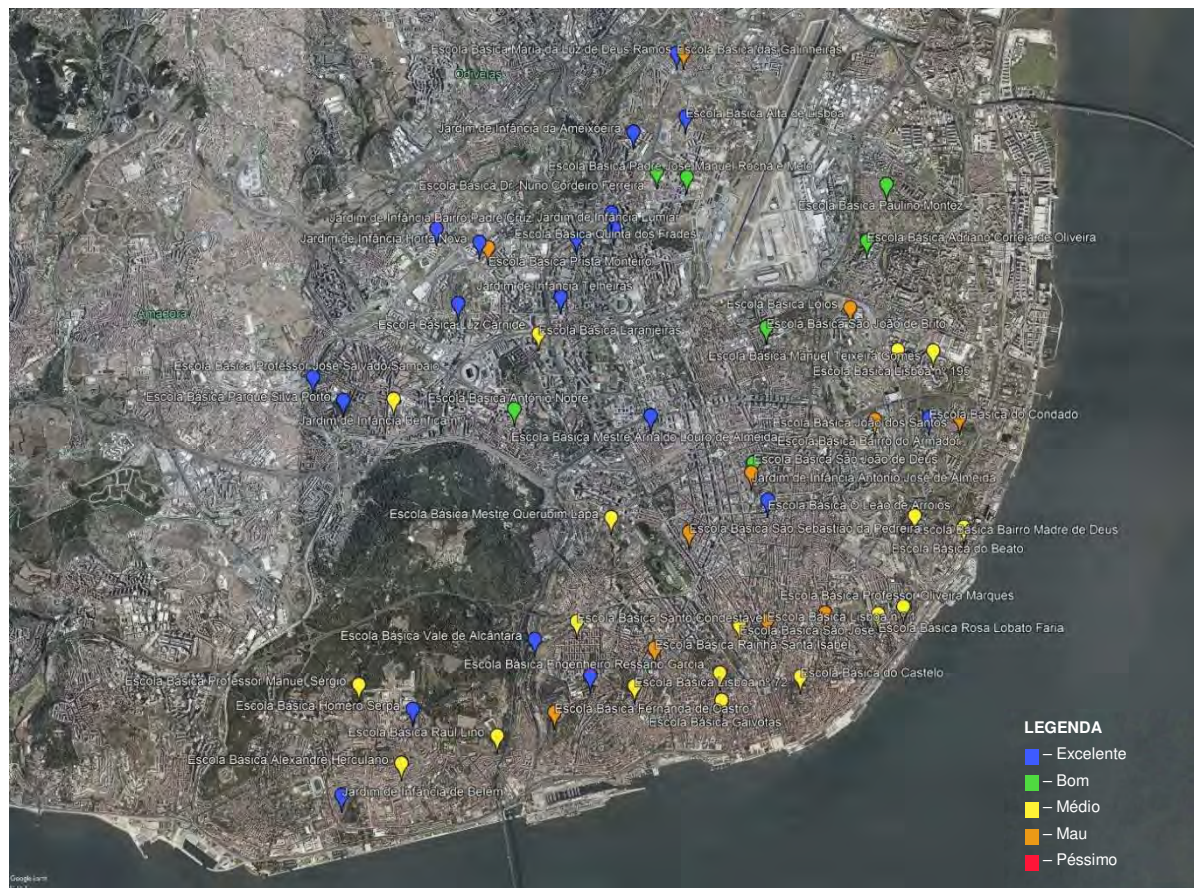 Escola Básica Maria da Luz de Deus Ramos
Escola Básica das Galinheiras
Odivelas
Escola Básica Alta de Lisboa
Jardim de Infância da Ameixoeira
Escola Básica Padre José Manuel Rocha e Melo
Escola Básica Dr. Nuno Cordeiro Ferreira
Escola Básica Paulino Montez
Jardim de Infância Bairro Padre Cruz
Jardim de Infância Lumiar
Escola Básica Quinta dos Frades
Jardim de Infância Horta Nova
Escola Básica Adriano Correia de Oliveira
Escola Básica Prista Monteiro
Jardim de Infância Telheiras
Escola Básica Lóios
Amadora
Escola Básica Luz Carnide
Escola Básica Laranjeiras
Escola Básica São João de Brito
Escola Básica Manuel Teixeira Gomes
Escola Básica Professor José Salvado Sampaio
Escola Básica Lisboa nº 195
Escola Básica Parque Silva Porto
Escola Básica António Nobre
Jardim de Infância Benfica
Escola Básica João dos Santos
Escola Básica do Condado
Escola Básica Mestre Arnaldo Louro de Almeida
Escola Básica Bairro do Armador
Escola Básica São João de Deus
Jardim de Infância António José de Almeida
Escola Básica O Leão de Arroios
Escola Básica Mestre Querubim Lapa
Escola Básica São Sebastião da Pedreira
scola Básica Bairro Madre de Deus
Escola Básica do Beato
Escola Básica Professor Oliveira Marques
Escola Básica Santo Condestável
Escola Básica Lisboa nº
Escola Básica São José
Escola Básica Rosa Lobato Faria
Escola Básica Vale de Alcântara
Escola Básica Rainha Santa Isabel
Escola Básica Engenheiro Ressano Garcia
Escola Básica do Castelo
Escola Básica Professor Manuel Sérgio
Escola Básica Lisboa nº 72
Escola Básica Homero Serpa
Escola Básica Fernanda de Castro
Escola Básica Gaivotas
Escola Básica Raul Lino
Escola Básica Alexandre Herculano
Jardim de Infância de Belém
LEGENDA
– Excelente
– Bom
– Médio
– Mau
– Péssimo
Google Earth